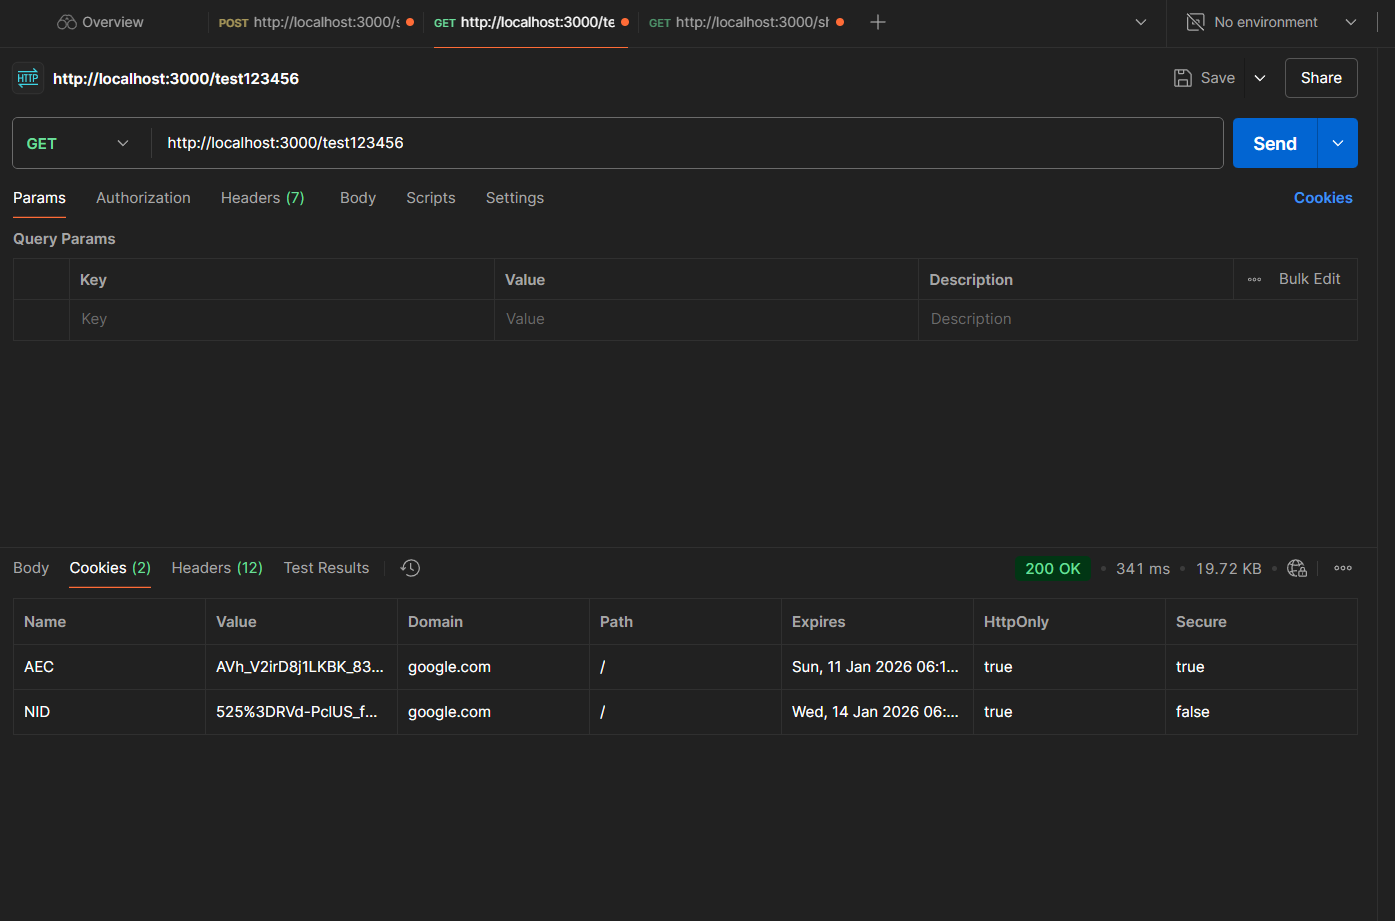 Overview
POST http://localhost:3000/s
GET http://localhost:3000/te
GET http://localhost:3000/sh
No environment
HTTP
http://localhost:3000/test123456
Save
Share
GET
http://localhost:3000/test123456
Send
Params Authorization Headers (7) Body Scripts Settings Cookies
Query Params
Key Value Description Bulk Edit
Key Value Description
Body Cookies (2) Headers (12) Test Results
200 OK • 341 ms • 19.72 KB •
Name Value Domain Path Expires HttpOnly Secure
AEC AVh_V2irD8j1LKBK_83... google.com / Sun, 11 Jan 2026 06:1... true true
NID 525%3DRVd-PclUS_f... google.com / Wed, 14 Jan 2026 06:... true false